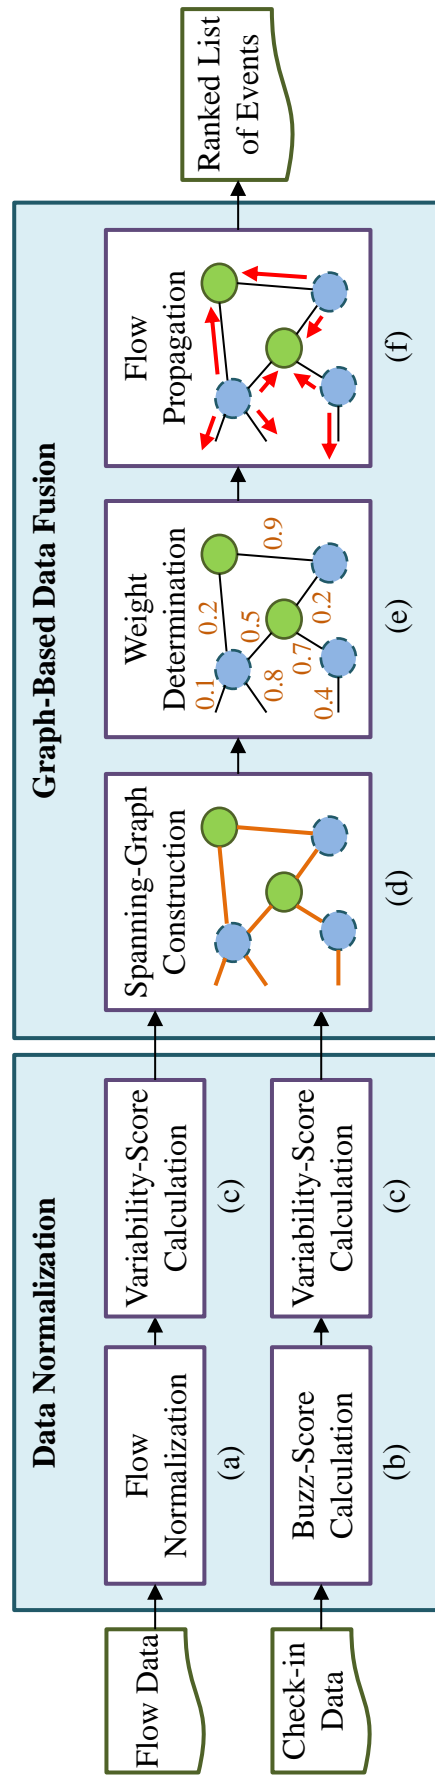 Flow Data
Check-in
Data
Data Normalization
Flow
Normalization
(a)
Variability-Score
Calculation
(c)
Buzz-Score
Calculation
(b)
Variability-Score
Calculation
(c)
Graph-Based Data Fusion
Spanning-Graph
Construction
(d)
Weight
Determination
0.1
0.2
0.9
0.8
0.5
0.7
0.2
0.4
(e)
Flow
Propagation
(f)
Ranked List
of Events